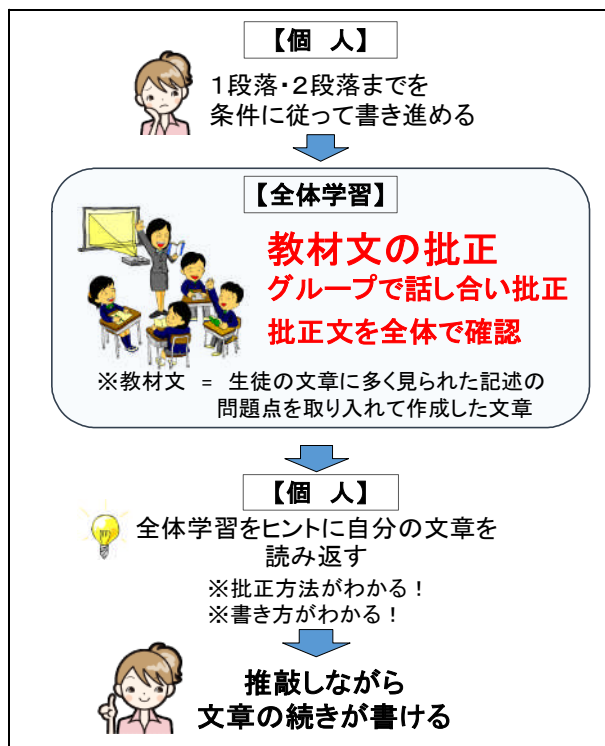 【個　人】
１段落・２段落までを
条件に従って書き進める
【全体学習】
教材文の批正
グループで話し合い批正
批正文を全体で確認
※教材文　＝　生徒の文章に多く見られた記述の
問題点を取り入れて作成した文章
【個　人】
全体学習をヒントに自分の文章を
読み返す
※批正方法がわかる！
※書き方がわかる！
推敲しながら
文章の続きが書ける